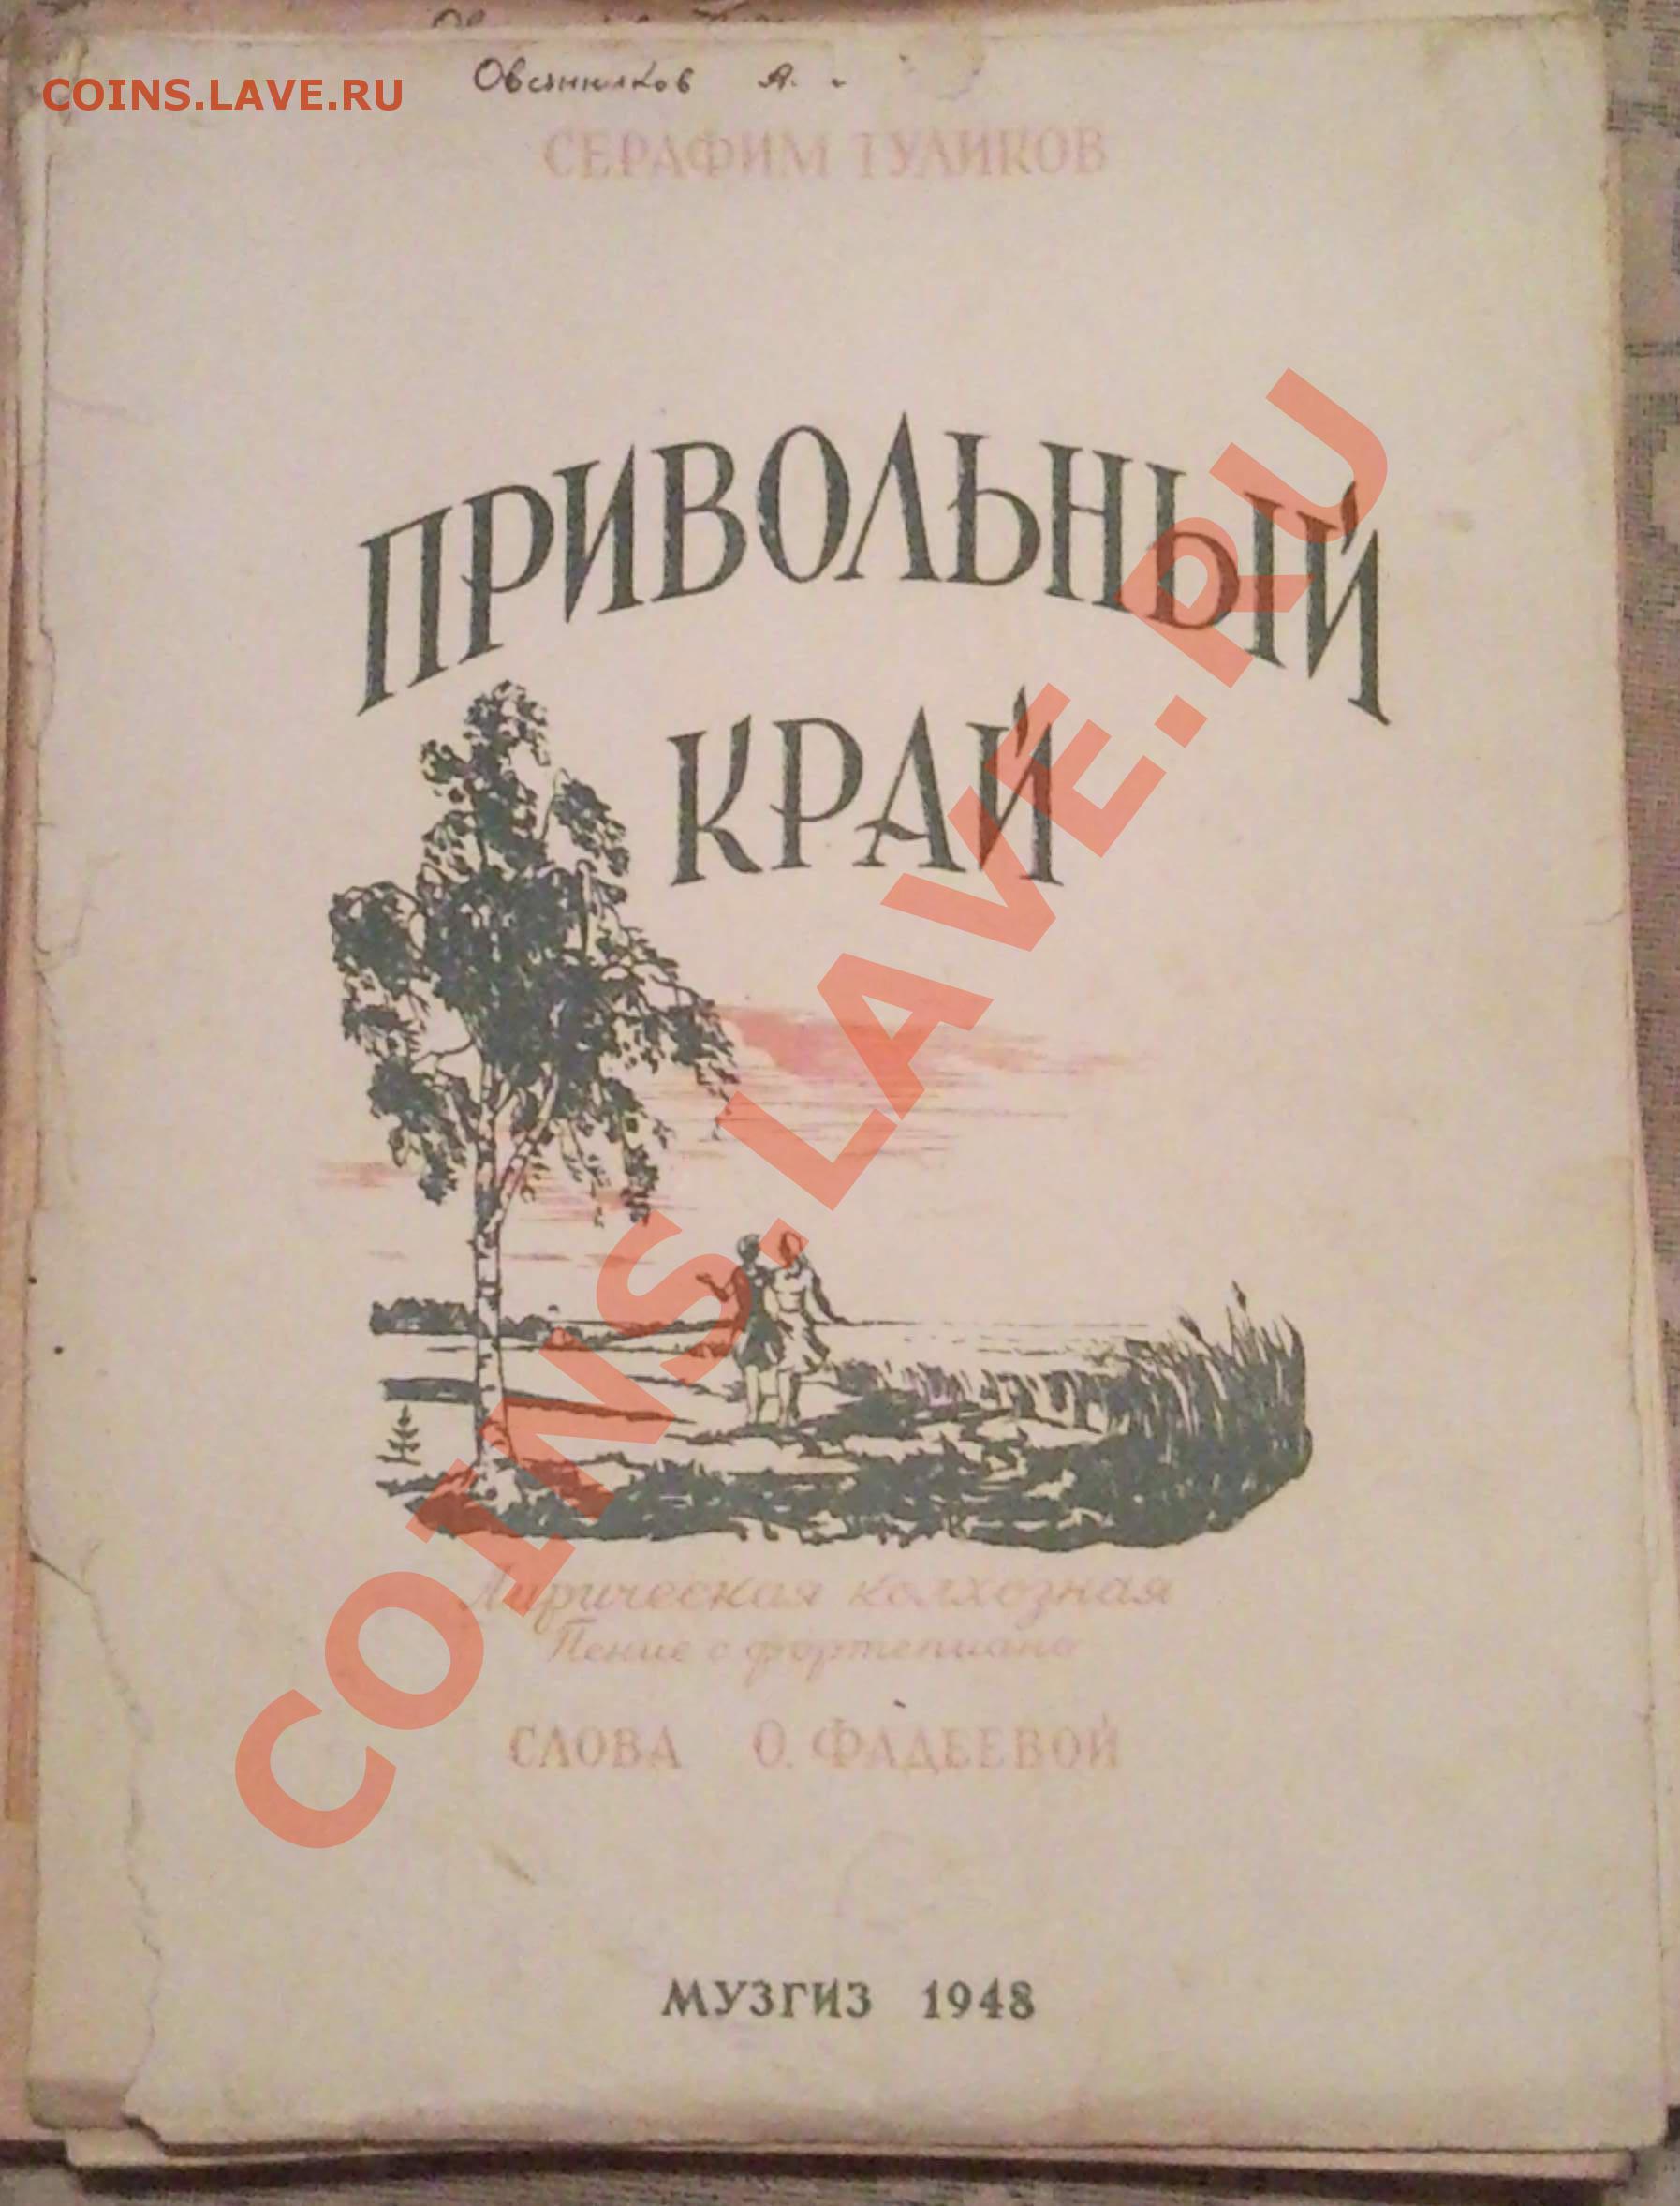 COINS.LAVE.RU
Овсянников А.
СЕРАФИМ ТУЛИКОВ
ПРИВОЛЬНЫЙ
КРАЙ
COINS.LAVE.RU
Лирическая колхозная
Пение с фортепиано
СЛОВА О. ФАДЕЕВОЙ
МУЗГИЗ 1948